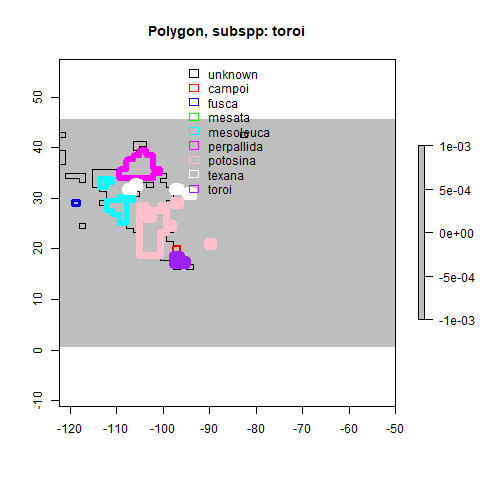 Polygon, subspp: toroi
unknown
campoi
fusca
mesata
mesoleuca
perpallida
potosina
texana
toroi
50
40
30
20
10
0
-10
-120
-110
-100
-90
-80
-70
-60
-50
1e-03
5e-04
0e+00
-5e-04
-1e-03